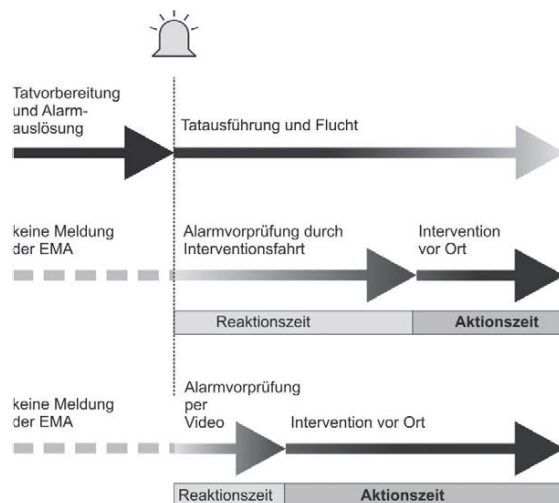 Tatvorbereitung
und Alarm-
auslösung
Tatausführung und Flucht
keine Meldung
der EMA
Alarmvorprüfung durch
Interventionsfahrt
Intervention
vor Ort
Reaktionszeit
Aktionszeit
keine Meldung
der EMA
Alarmvorprüfung
per
Video
Intervention vor Ort
Reaktionszeit
Aktionszeit